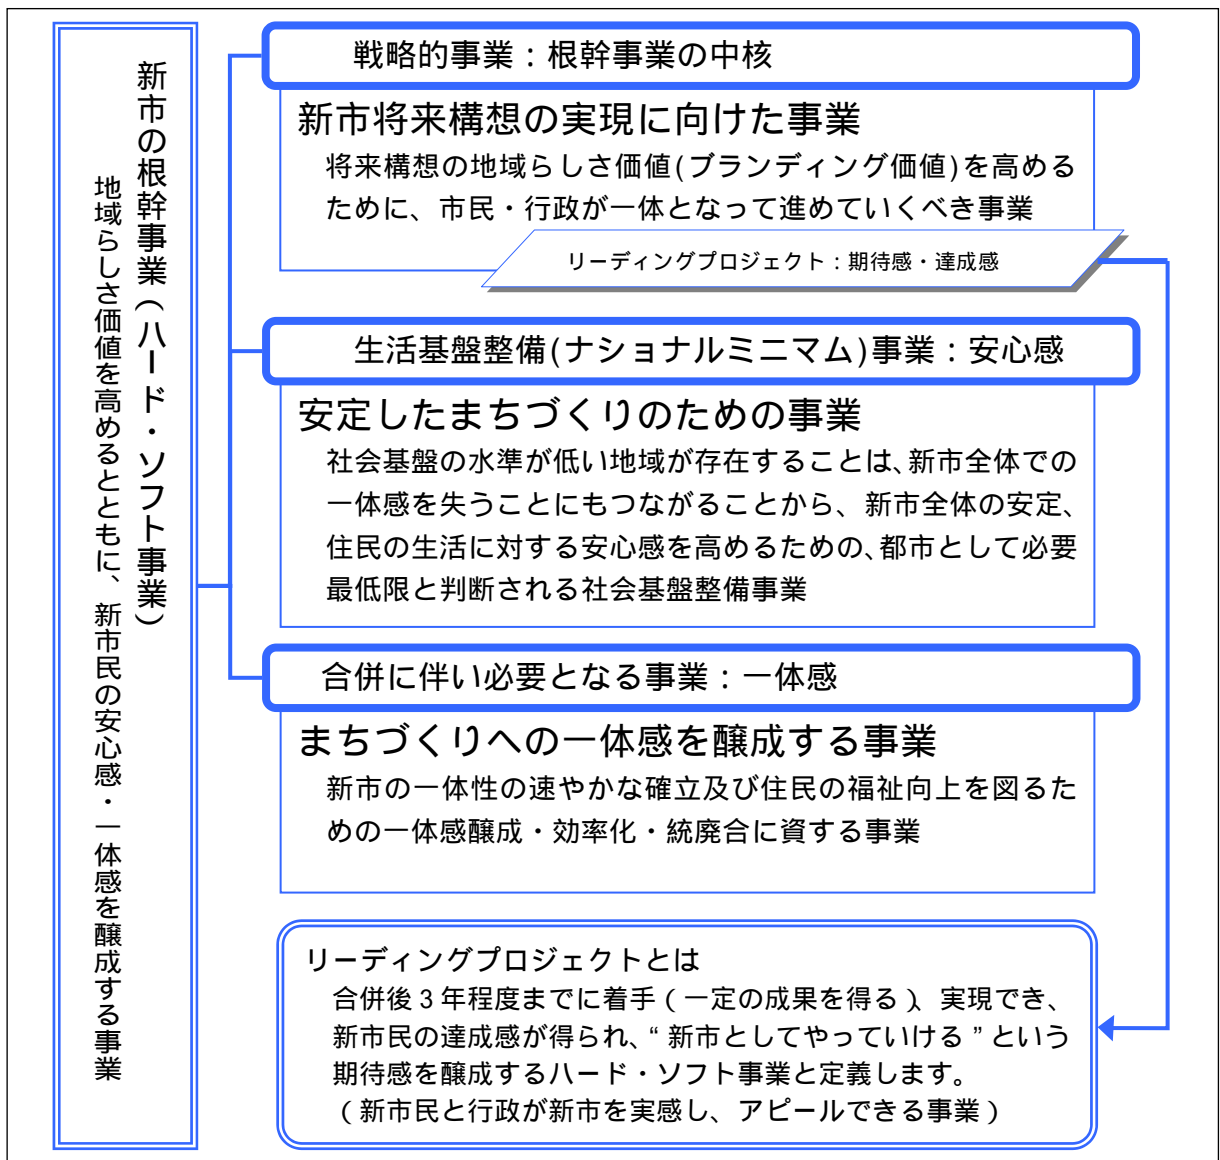 新市の根幹事業(ハード・ソフト事業)
地域らしさ価値を高めるとともに、新市民の安心感・一体感を醸成する事業
戦略的事業:根幹事業の中核
新市将来構想の実現に向けた事業
将来構想の地域らしさ価値(ブランディング価値)を高める
ために、市民・行政が一体となって進めていくべき事業
リーディングプロジェクト:期待感・達成感
生活基盤整備(ナショナルミニマム)事業:安心感
安定したまちづくりのための事業
社会基盤の水準が低い地域が存在することは、新市全体での
一体感を失うことにもつながることから、新市全体の安定、
住民の生活に対する安心感を高めるための、都市として必要
最低限と判断される社会基盤整備事業
合併に伴い必要となる事業:一体感
まちづくりへの一体感を醸成する事業
新市の一体性の速やかな確立及び住民の福祉向上を図るた
めの一体感醸成・効率化・統廃合に資する事業
リーディングプロジェクトとは
合併後3年程度までに着手(一定の成果を得る)、実現でき、
新市民の達成感が得られ、“新市としてやっていける”という
期待感を醸成するハード・ソフト事業と定義します。
(新市民と行政が新市を実感し、アピールできる事業)